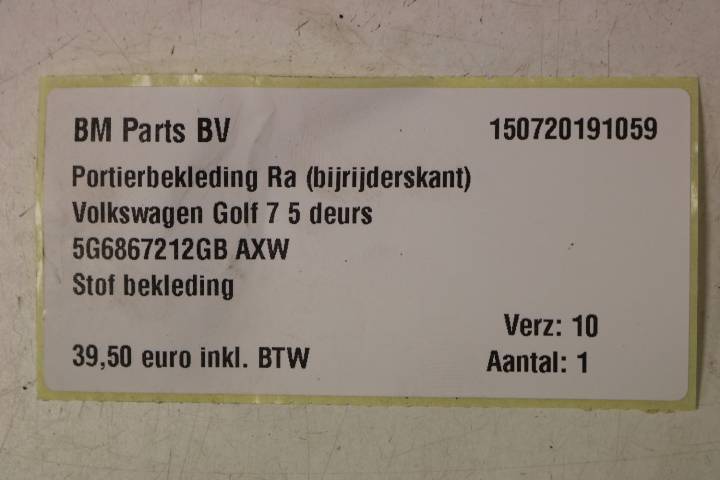 BM Parts BV 150720191059
Portierbekleding Ra (bijrijderskant)
Volkswagen Golf 7 5 deurs
5G6867212GB AXW
Stof bekleding
Verz: 10
39,50 euro inkl. BTW Aantal: 1